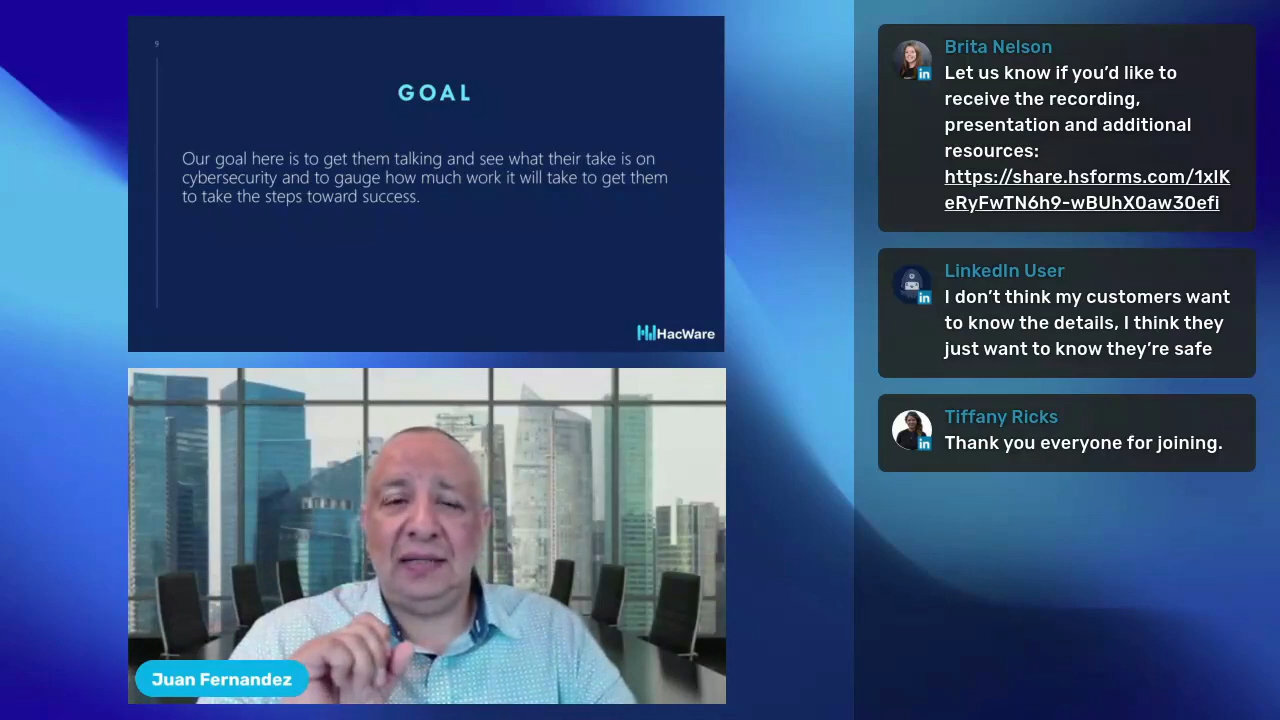 9
GOAL
Our goal here is to get them talking and see what their take is on
cybersecurity and to gauge how much work it will take to get them
to take the steps toward success.
HacWare
Juan Fernandez
Brita Nelson
Let us know if you’d like to
receive the recording,
presentation and additional
resources:
https://share.hsforms.com/1xIK
eRyFwTN6h9-wBUhX0aw30efi
LinkedIn User
I don’t think my customers want
to know the details, I think they
just want to know they’re safe
Tiffany Ricks
Thank you everyone for joining.